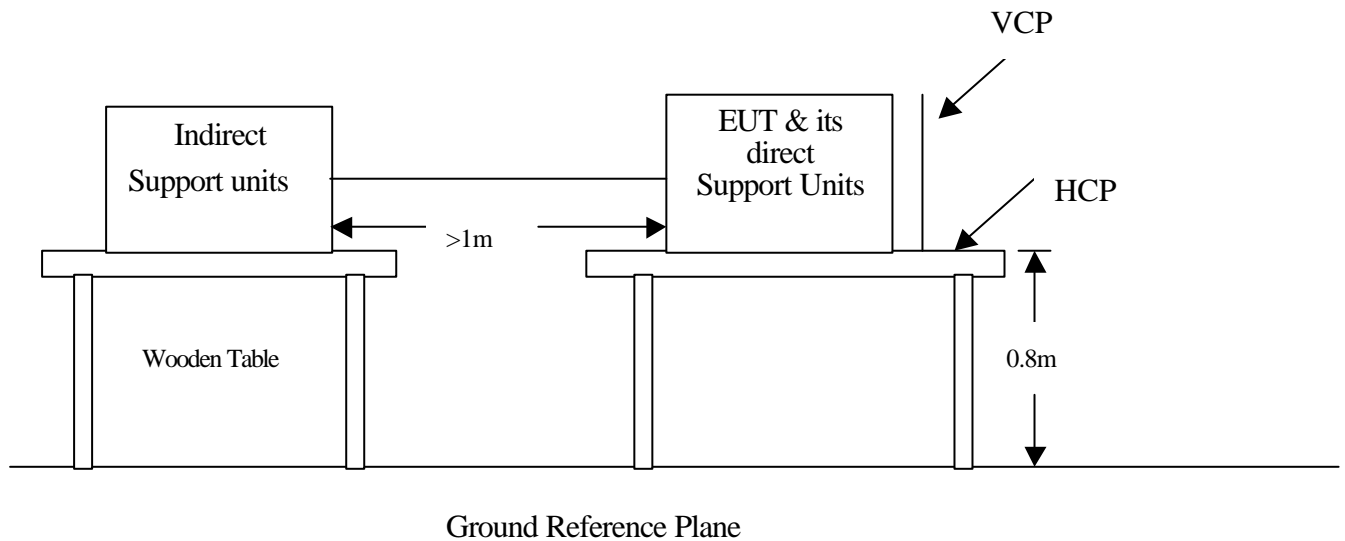 VCP
Indirect
Support units
EUT & its
direct
Support Units
HCP
>1m
Wooden Table
0.8m
Ground Reference Plane